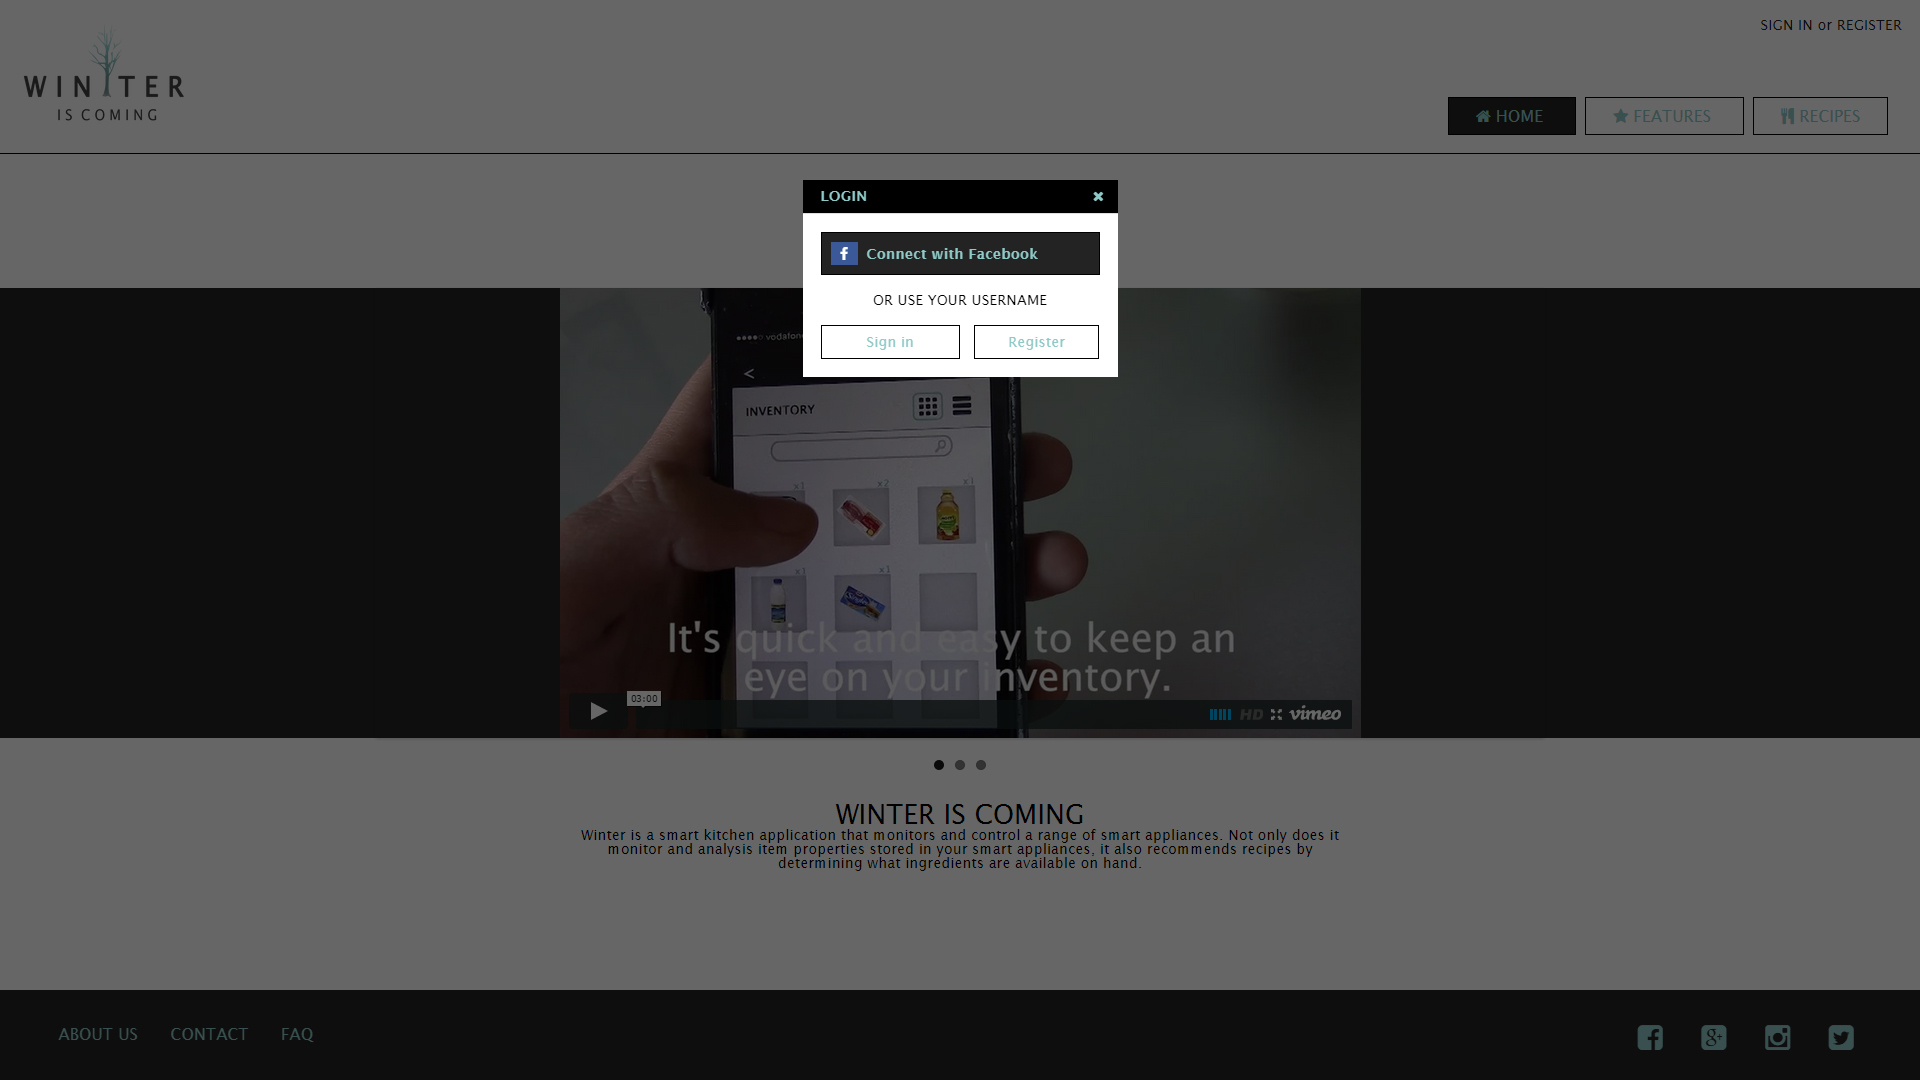 SIGN IN or REGISTER
WINTER
IS COMING
HOME
FEATURES
RECIPES
LOGIN
Connect with Facebook
OR USE YOUR USERNAME
Sign in
Register
vodafone
<
INVENTORY
x1
x2
x1
x1
x1
It's quick and easy to keep an
eye on your inventory.
03:00
HD
vimeo
WINTER IS COMING
Winter is a smart kitchen application that monitors and control a range of smart appliances. Not only does it
monitor and analysis item properties stored in your smart appliances, it also recommends recipes by
determining what ingredients are available on hand.
ABOUT US
CONTACT
FAQ